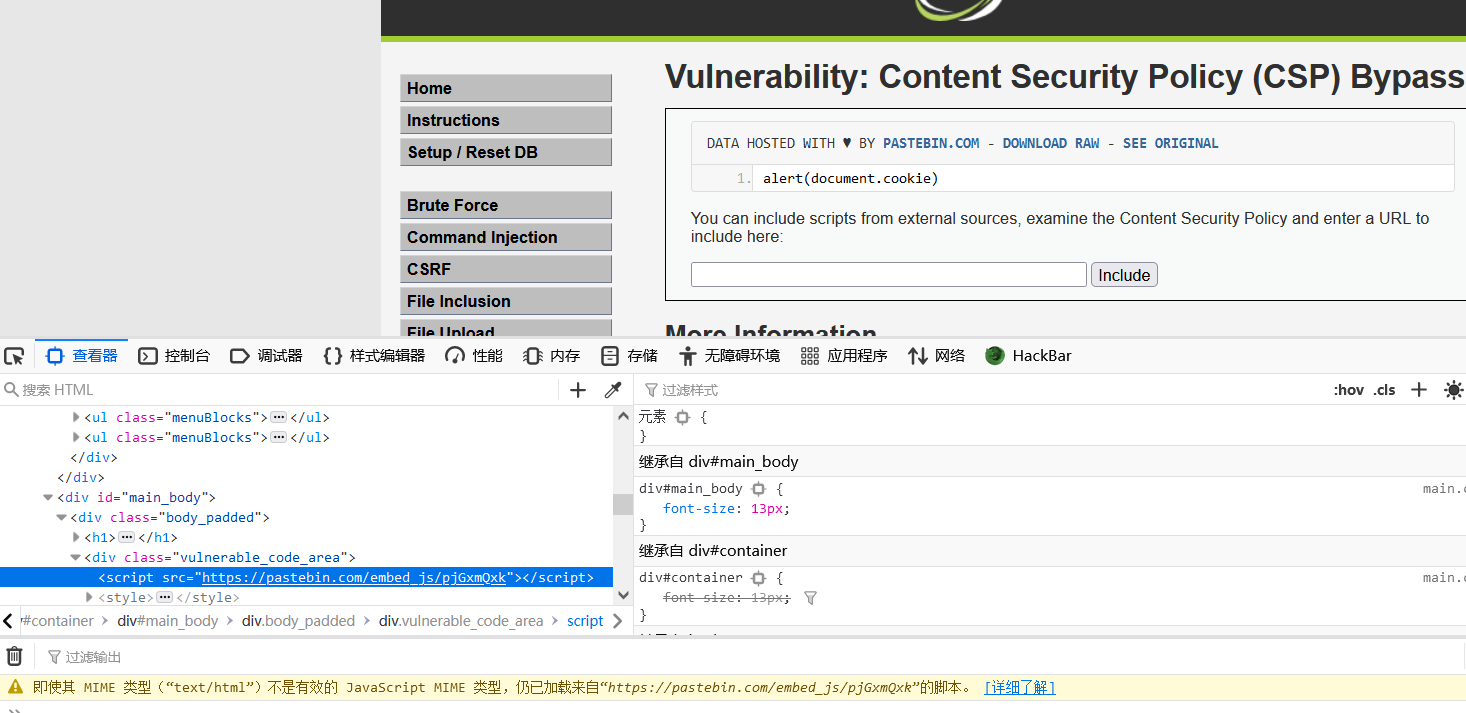 Vulnerability: Content Security Policy (CSP) Bypass
Home
Instructions
Setup / Reset DB
Brute Force
Command Injection
CSRF
File Inclusion
File Upload
DATA HOSTED WITH ♥ BY PASTEBIN.COM - DOWNLOAD RAW - SEE ORIGINAL
1. alert(document.cookie)
You can include scripts from external sources, examine the Content Security Policy and enter a URL to
include here:
Include
More Information
查看器 控制台 调试器 样式编辑器 性能 内存 存储 无障碍环境 应用程序 网络 HackBar
搜索 HTML
<ul class="menuBlocks">⋯</ul>
<ul class="menuBlocks">⋯</ul>
</div>
</div>
<div id="main_body">
<div class="body_padded">
<h1>⋯</h1>
<div class="vulnerable_code_area">
<script src="https://pastebin.com/embed_js/pjGxmQxk"></script>
<style>⋯</style>
#container > div#main_body > div.body_padded > div.vulnerable_code_area > script
过滤样式 :hov .cls +
元素 {
}
继承自 div#main_body
div#main_body { main.
font-size: 13px;
}
继承自 div#container
div#container { main.
font-size: 13px;
}
过滤输出
即使其 MIME 类型（“text/html”）不是有效的 JavaScript MIME 类型，仍已加载来自“https://pastebin.com/embed_js/pjGxmQxk”的脚本。 [详细了解]